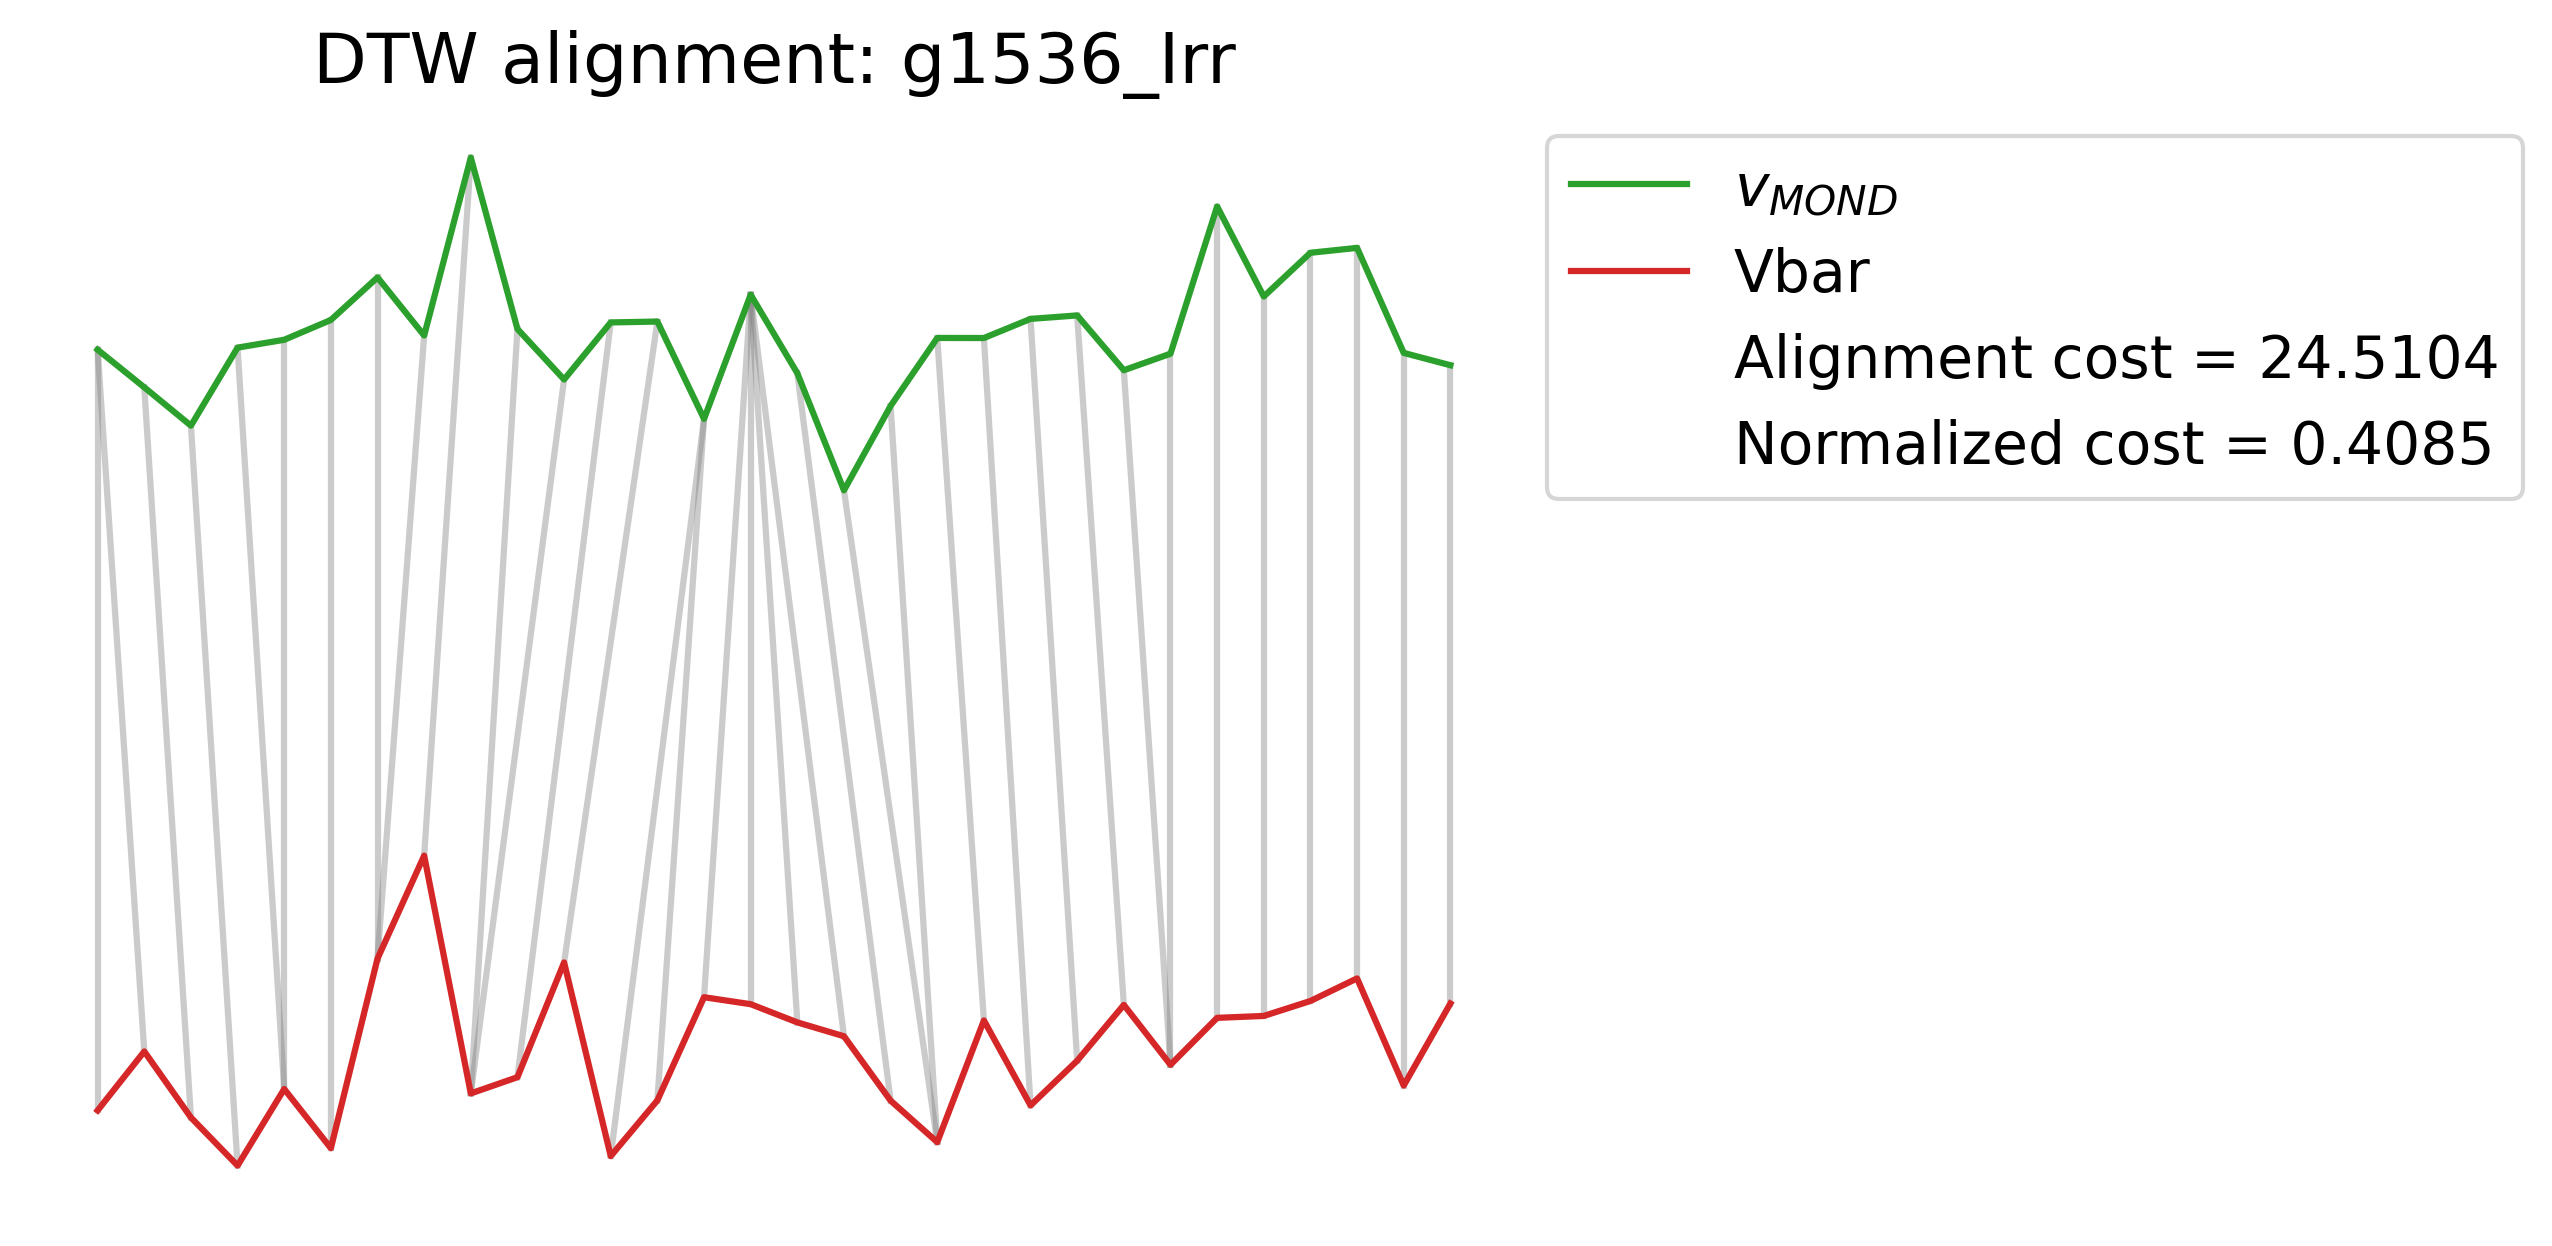 DTW alignment: g1536_Irr
v_MOND
Vbar
Alignment cost = 24.5104
Normalized cost = 0.4085